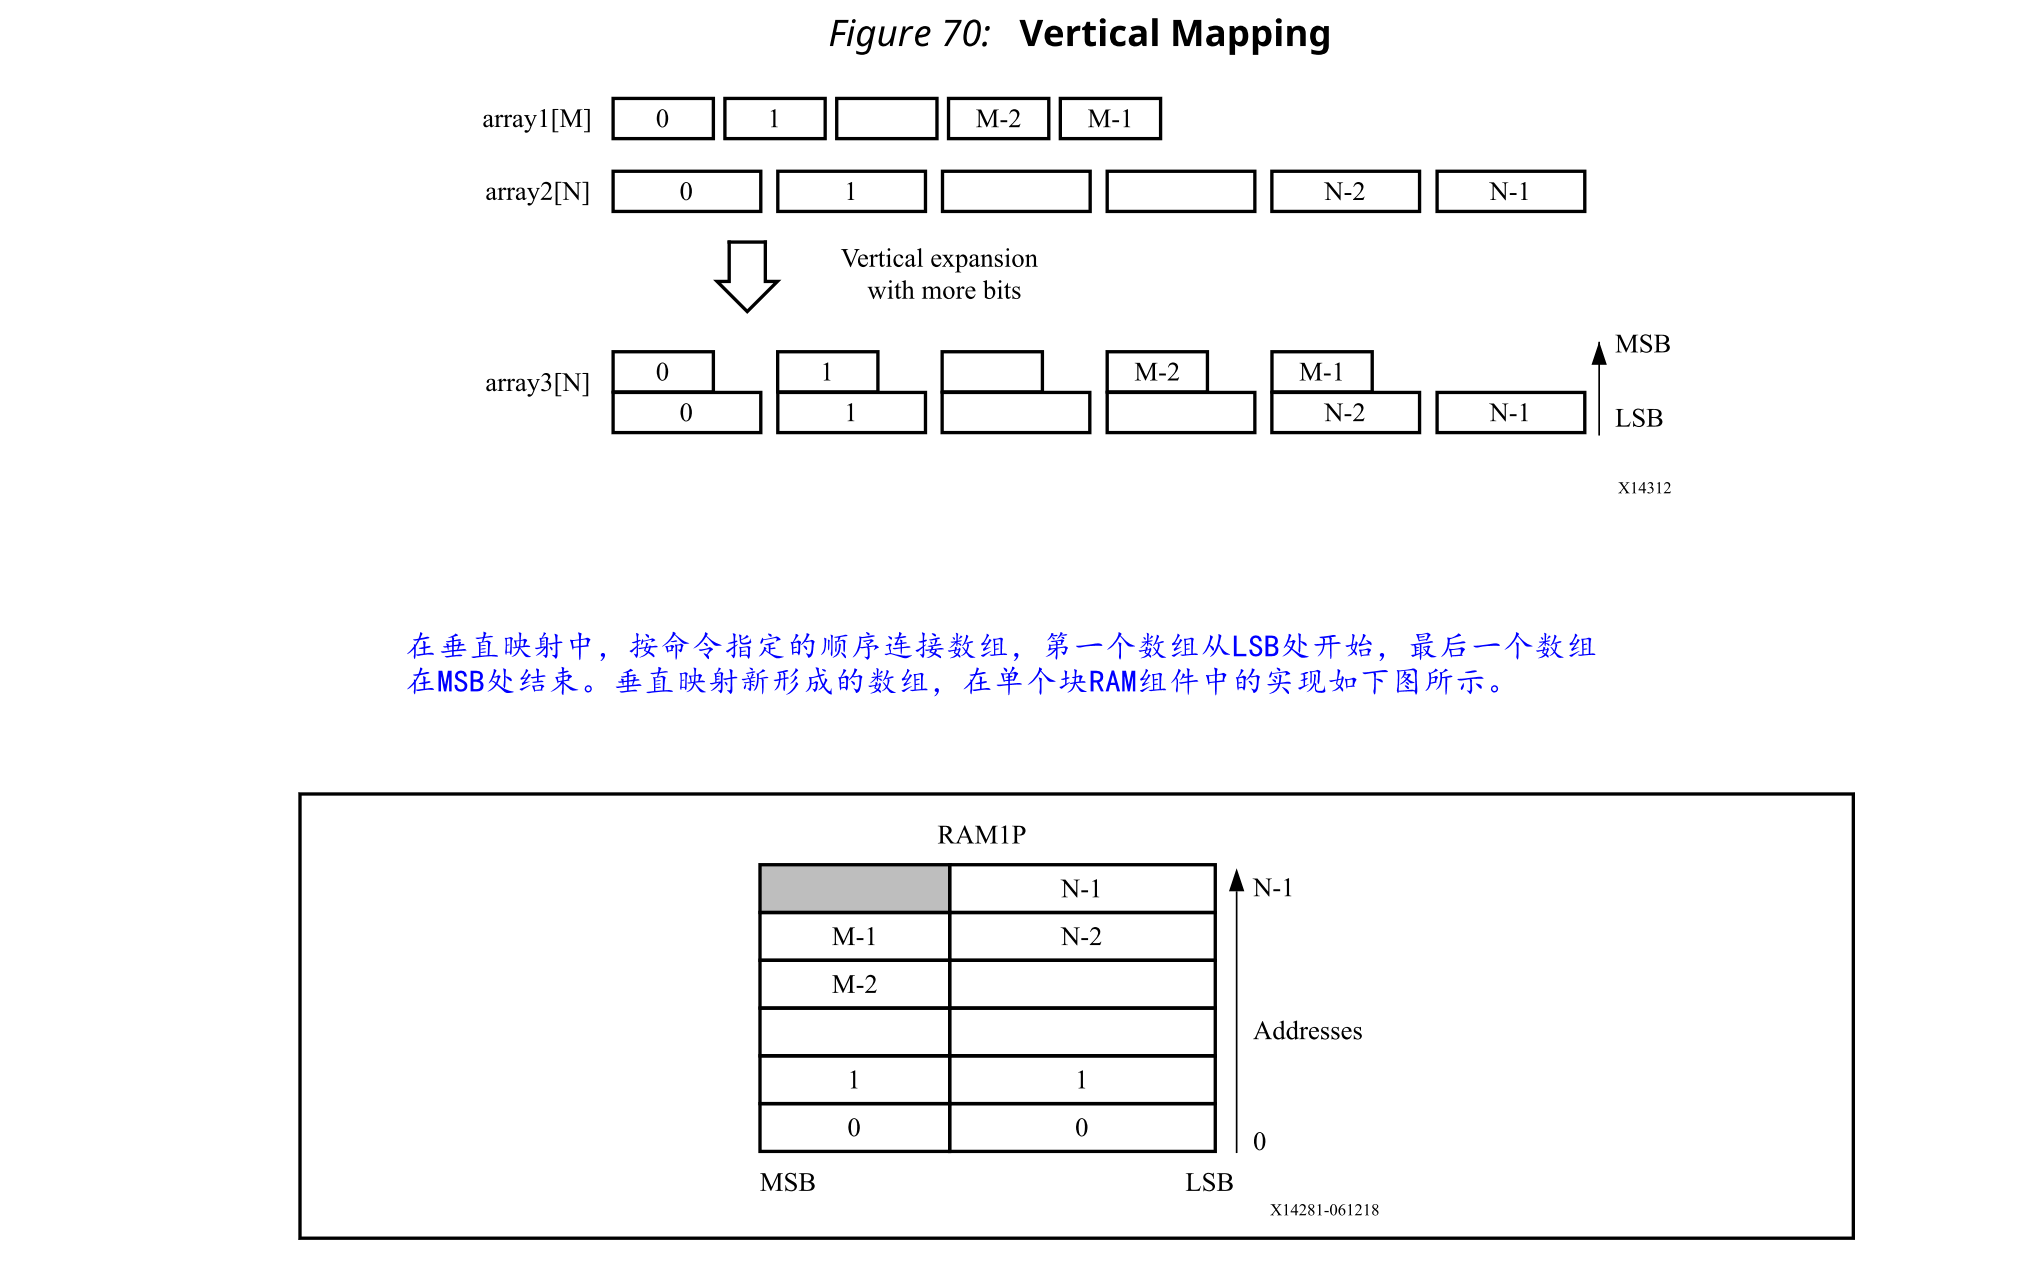 Figure 70: Vertical Mapping
array1[M] 0 1 M-2 M-1
array2[N] 0 1 N-2 N-1
Vertical expansion
with more bits
MSB
0 1 M-2 M-1
array3[N]
0 1 N-2 N-1 LSB
X14312
在垂直映射中，按命令指定的顺序连接数组，第一个数组从LSB处开始，最后一个数组
在MSB处结束。垂直映射新形成的数组，在单个块RAM组件中的实现如下图所示。
RAM1P
N-1 N-1
M-1 N-2
M-2
Addresses
1 1
0 0 0
MSB LSB
X14281-061218